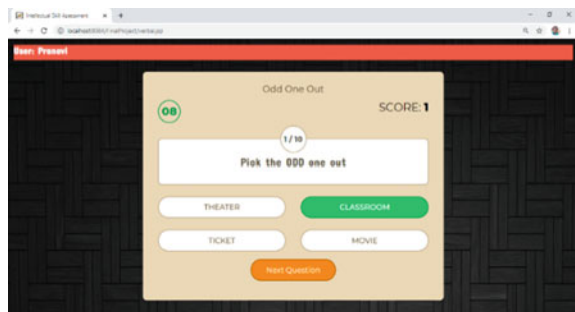 Intellectual Skill Assessment
User: Pranavi
Odd One Out
08
SCORE: 1
1 / 10
Pick the ODD one out
THEATER
CLASSROOM
TICKET
MOVIE
Next Question